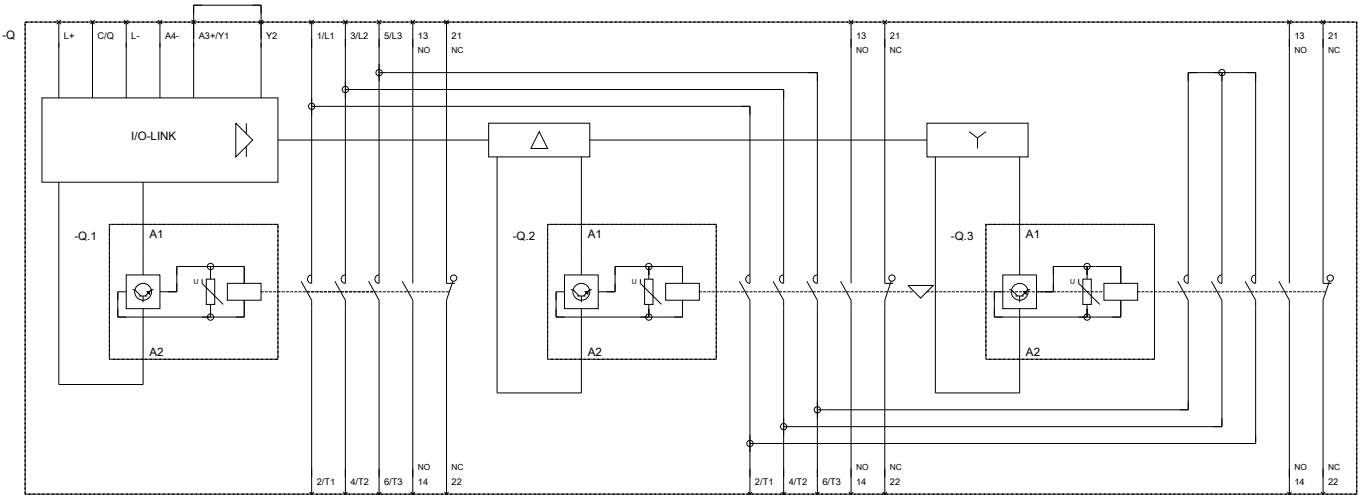 -Q L+ C/Q L- A4- A3+/Y1 Y2 1/L1 3/L2 5/L3 13 21 13 21 13 21
NO NC NO NC NO NC
I/O-LINK △ Y
-Q.1 A1 -Q.2 A1 -Q.3 A1
U U U
A2 A2 A2
NO NC NO NC NO NC
2/T1 4/T2 6/T3 14 22 2/T1 4/T2 6/T3 14 22 14 22